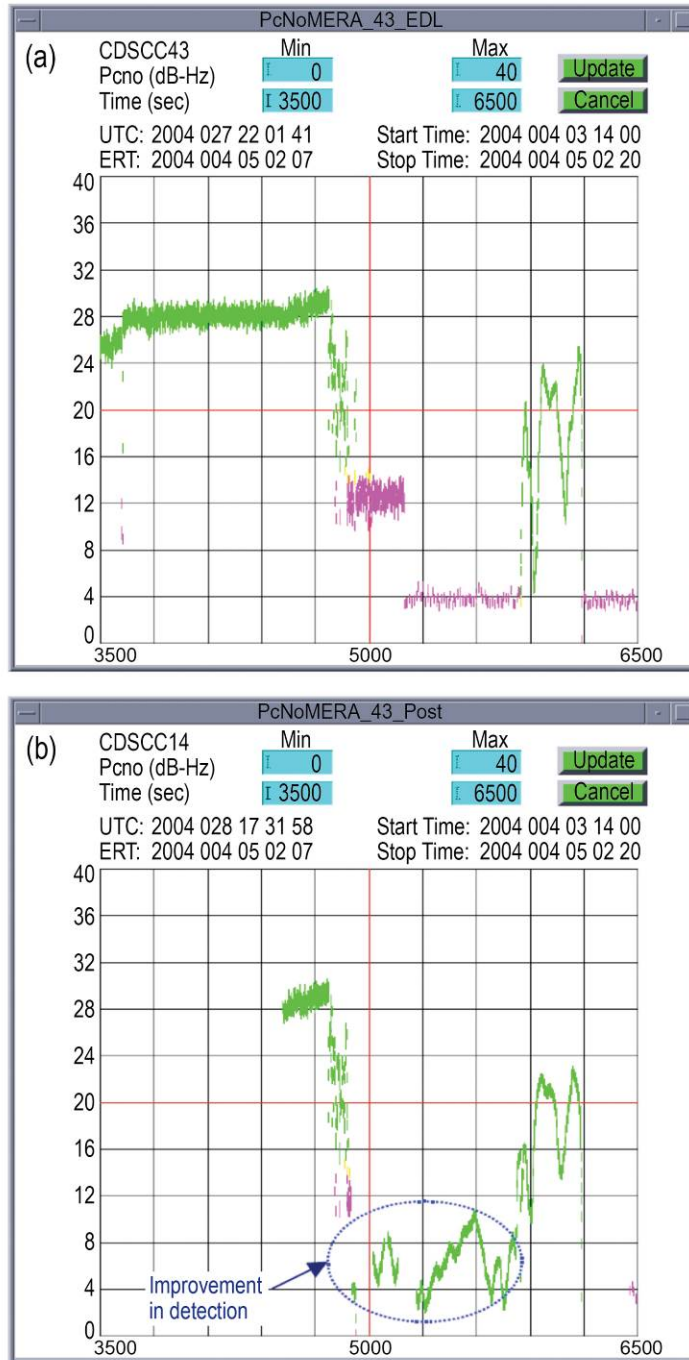 PcNoMERA_43_EDL
(a)
CDSCC43 Min Max
Pcno (dB-Hz) 0 40 Update
Time (sec) 3500 6500 Cancel
UTC: 2004 027 22 01 41 Start Time: 2004 004 03 14 00
ERT: 2004 004 05 02 07 Stop Time: 2004 004 05 02 20
40
36
32
28
24
20
16
12
8
4
0
3500 5000 6500
PcNoMERA_43_Post
(b)
CDSCC14 Min Max
Pcno (dB-Hz) 0 40 Update
Time (sec) 3500 6500 Cancel
UTC: 2004 028 17 31 58 Start Time: 2004 004 03 14 00
ERT: 2004 004 05 02 07 Stop Time: 2004 004 05 02 20
40
36
32
28
24
20
16
12
8
4
0
Improvement
in detection
3500 5000 6500